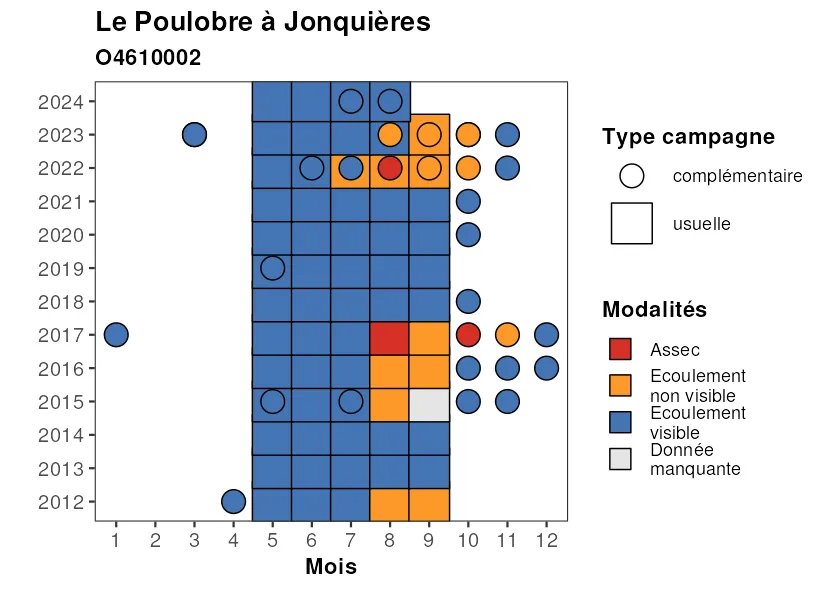 Le Poulobre à Jonquières
O4610002
2024
2023
2022
2021
2020
2019
2018
2017
2016
2015
2014
2013
2012
1 2 3 4 5 6 7 8 9 10 11 12
Mois
Type campagne
complémentaire
usuelle
Modalités
Assec
Ecoulement
non visible
Ecoulement
visible
Donnée
manquante